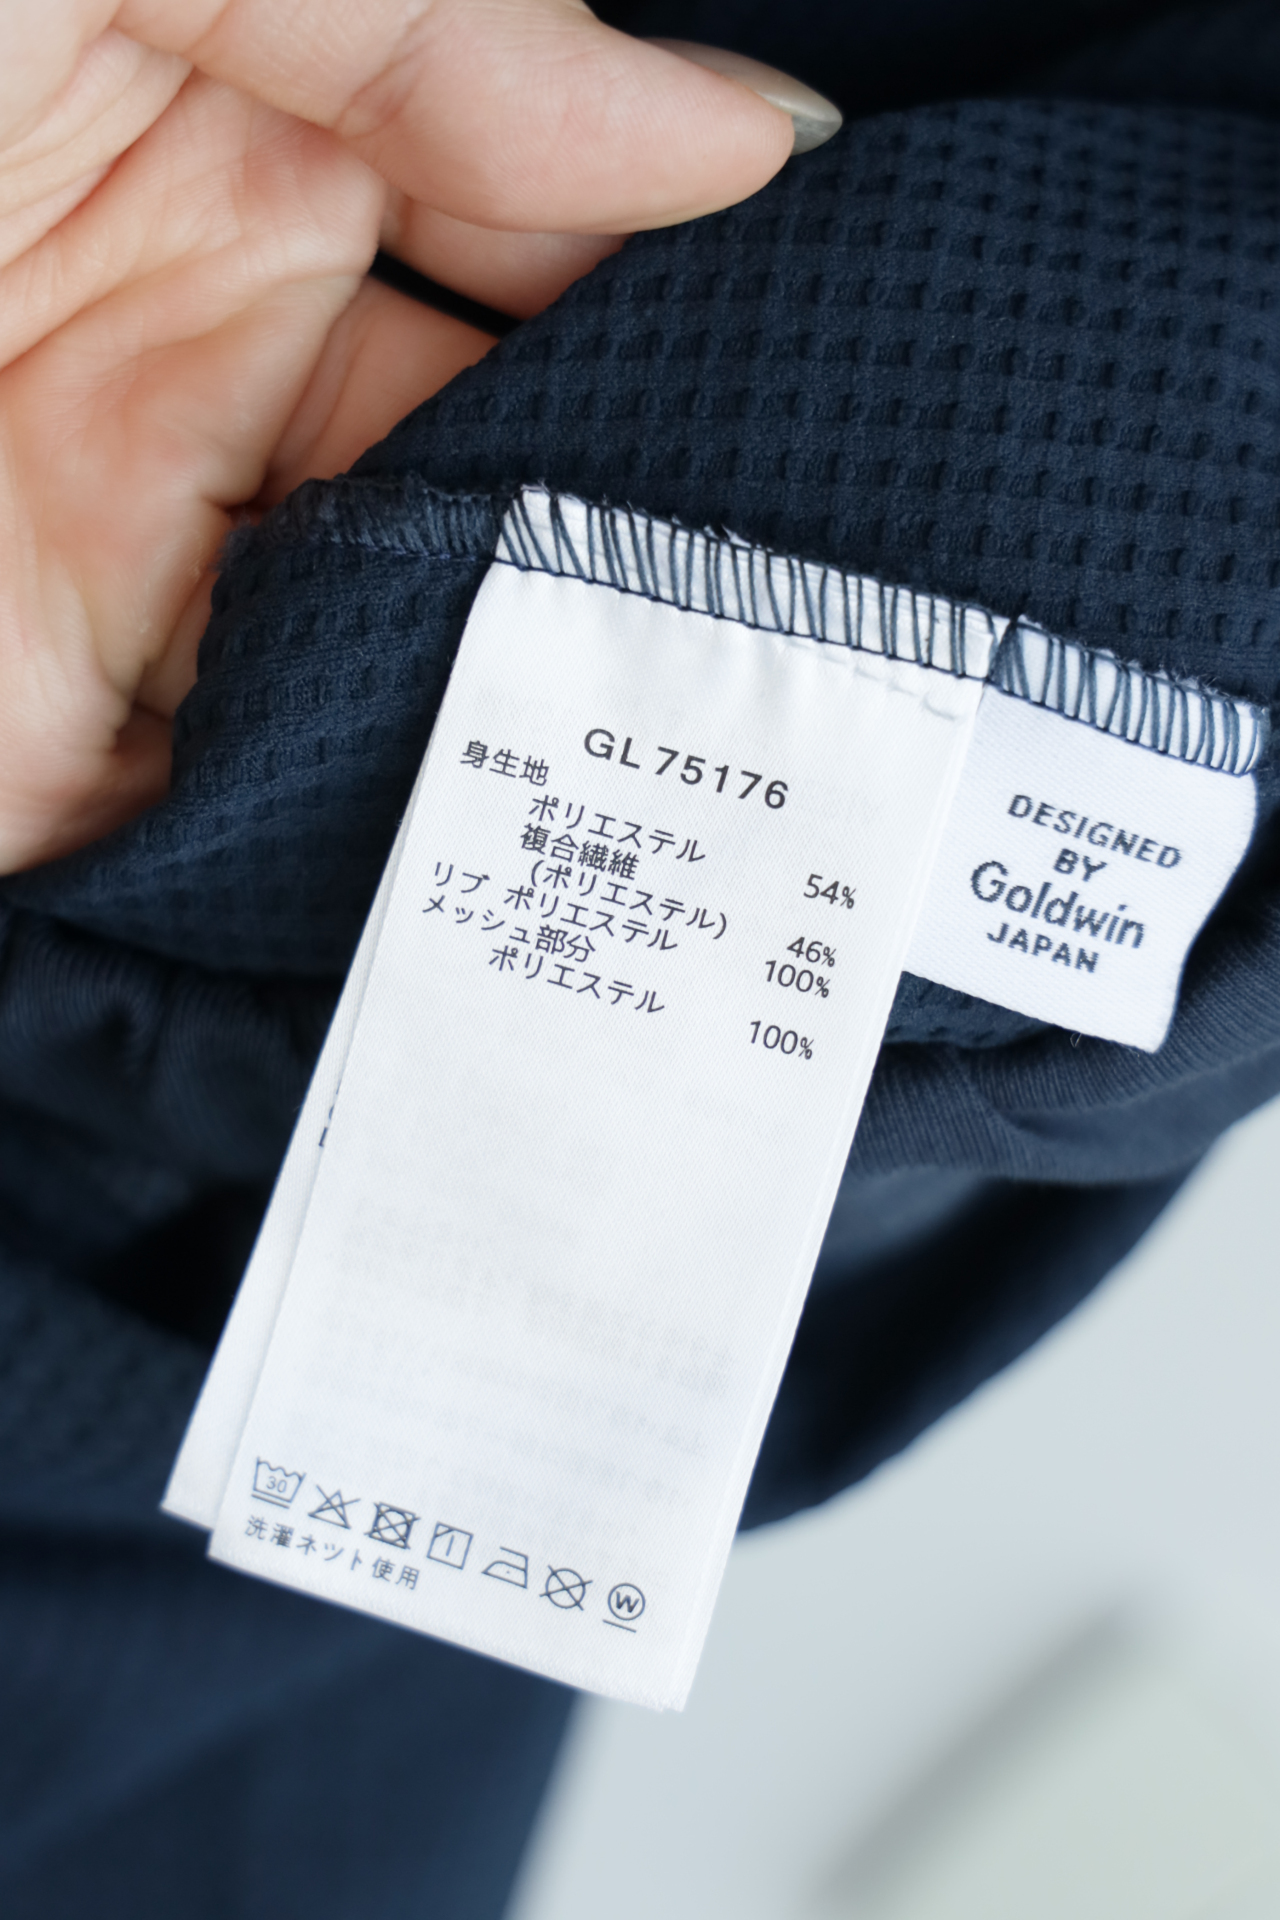 GL75176
身生地
ポリエステル 54%
複合繊維
(ポリエステル) 46%
リブ ポリエステル 100%
メッシュ部分
ポリエステル 100%
30
W
洗濯ネット使用
DESIGNED
BY
Goldwin
JAPAN